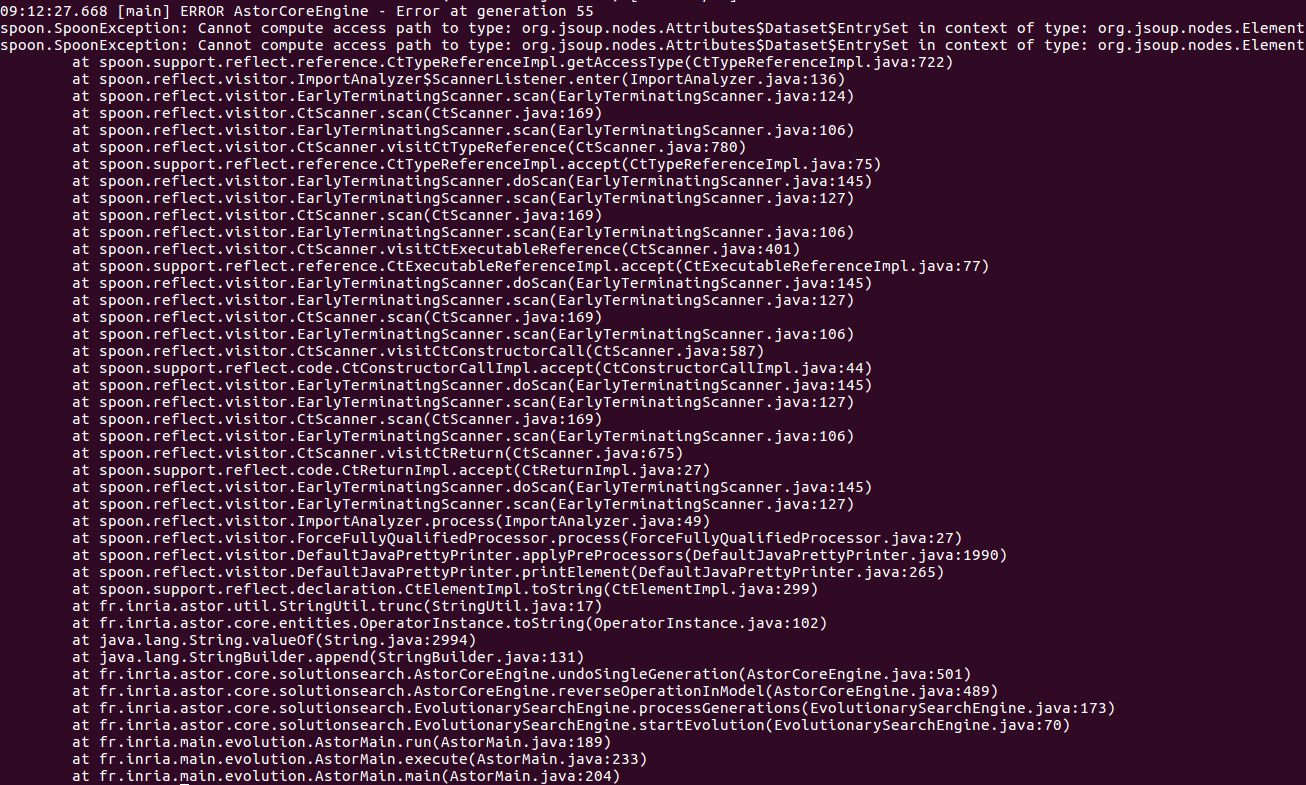 09:12:27.668 [main] ERROR AstorCoreEngine - Error at generation 55
spoon.SpoonException: Cannot compute access path to type: org.jsoup.nodes.Attributes$Dataset$EntrySet in context of type: org.jsoup.nodes.Element
spoon.SpoonException: Cannot compute access path to type: org.jsoup.nodes.Attributes$Dataset$EntrySet in context of type: org.jsoup.nodes.Element
at spoon.support.reflect.reference.CtTypeReferenceImpl.getAccessType(CtTypeReferenceImpl.java:722)
at spoon.reflect.visitor.ImportAnalyzer$ScannerListener.enter(ImportAnalyzer.java:136)
at spoon.reflect.visitor.EarlyTerminatingScanner.scan(EarlyTerminatingScanner.java:124)
at spoon.reflect.visitor.CtScanner.scan(CtScanner.java:169)
at spoon.reflect.visitor.EarlyTerminatingScanner.scan(EarlyTerminatingScanner.java:106)
at spoon.reflect.visitor.CtScanner.visitCtTypeReference(CtScanner.java:780)
at spoon.support.reflect.reference.CtTypeReferenceImpl.accept(CtTypeReferenceImpl.java:75)
at spoon.reflect.visitor.EarlyTerminatingScanner.doScan(EarlyTerminatingScanner.java:145)
at spoon.reflect.visitor.EarlyTerminatingScanner.scan(EarlyTerminatingScanner.java:127)
at spoon.reflect.visitor.CtScanner.scan(CtScanner.java:169)
at spoon.reflect.visitor.EarlyTerminatingScanner.scan(EarlyTerminatingScanner.java:106)
at spoon.reflect.visitor.CtScanner.visitCtExecutableReference(CtScanner.java:401)
at spoon.support.reflect.reference.CtExecutableReferenceImpl.accept(CtExecutableReferenceImpl.java:77)
at spoon.reflect.visitor.EarlyTerminatingScanner.doScan(EarlyTerminatingScanner.java:145)
at spoon.reflect.visitor.EarlyTerminatingScanner.scan(EarlyTerminatingScanner.java:127)
at spoon.reflect.visitor.CtScanner.scan(CtScanner.java:169)
at spoon.reflect.visitor.EarlyTerminatingScanner.scan(EarlyTerminatingScanner.java:106)
at spoon.reflect.visitor.CtScanner.visitCtConstructorCall(CtScanner.java:587)
at spoon.support.reflect.code.CtConstructorCallImpl.accept(CtConstructorCallImpl.java:44)
at spoon.reflect.visitor.EarlyTerminatingScanner.doScan(EarlyTerminatingScanner.java:145)
at spoon.reflect.visitor.EarlyTerminatingScanner.scan(EarlyTerminatingScanner.java:127)
at spoon.reflect.visitor.CtScanner.scan(CtScanner.java:169)
at spoon.reflect.visitor.EarlyTerminatingScanner.scan(EarlyTerminatingScanner.java:106)
at spoon.reflect.visitor.CtScanner.visitCtReturn(CtScanner.java:675)
at spoon.support.reflect.code.CtReturnImpl.accept(CtReturnImpl.java:27)
at spoon.reflect.visitor.EarlyTerminatingScanner.doScan(EarlyTerminatingScanner.java:145)
at spoon.reflect.visitor.EarlyTerminatingScanner.scan(EarlyTerminatingScanner.java:127)
at spoon.reflect.visitor.ImportAnalyzer.process(ImportAnalyzer.java:49)
at spoon.reflect.visitor.ForceFullyQualifiedProcessor.process(ForceFullyQualifiedProcessor.java:27)
at spoon.reflect.visitor.DefaultJavaPrettyPrinter.applyPreProcessors(DefaultJavaPrettyPrinter.java:1990)
at spoon.reflect.visitor.DefaultJavaPrettyPrinter.printElement(DefaultJavaPrettyPrinter.java:265)
at spoon.support.reflect.declaration.CtElementImpl.toString(CtElementImpl.java:299)
at fr.inria.astor.util.StringUtil.trunc(StringUtil.java:17)
at fr.inria.astor.core.entities.OperatorInstance.toString(OperatorInstance.java:102)
at java.lang.String.valueOf(String.java:2994)
at java.lang.StringBuilder.append(StringBuilder.java:131)
at fr.inria.astor.core.solutionsearch.AstorCoreEngine.undoSingleGeneration(AstorCoreEngine.java:501)
at fr.inria.astor.core.solutionsearch.AstorCoreEngine.reverseOperationInModel(AstorCoreEngine.java:489)
at fr.inria.astor.core.solutionsearch.EvolutionarySearchEngine.processGenerations(EvolutionarySearchEngine.java:173)
at fr.inria.astor.core.solutionsearch.EvolutionarySearchEngine.startEvolution(EvolutionarySearchEngine.java:70)
at fr.inria.main.evolution.AstorMain.run(AstorMain.java:189)
at fr.inria.main.evolution.AstorMain.execute(AstorMain.java:233)
at fr.inria.main.evolution.AstorMain.main(AstorMain.java:204)